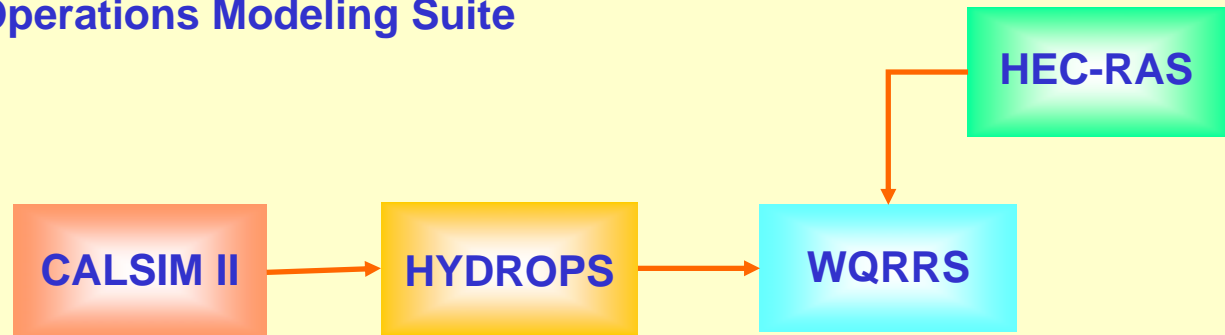 Operations Modeling Suite
HEC-RAS
CALSIM II
HYDROPS
WQRRS